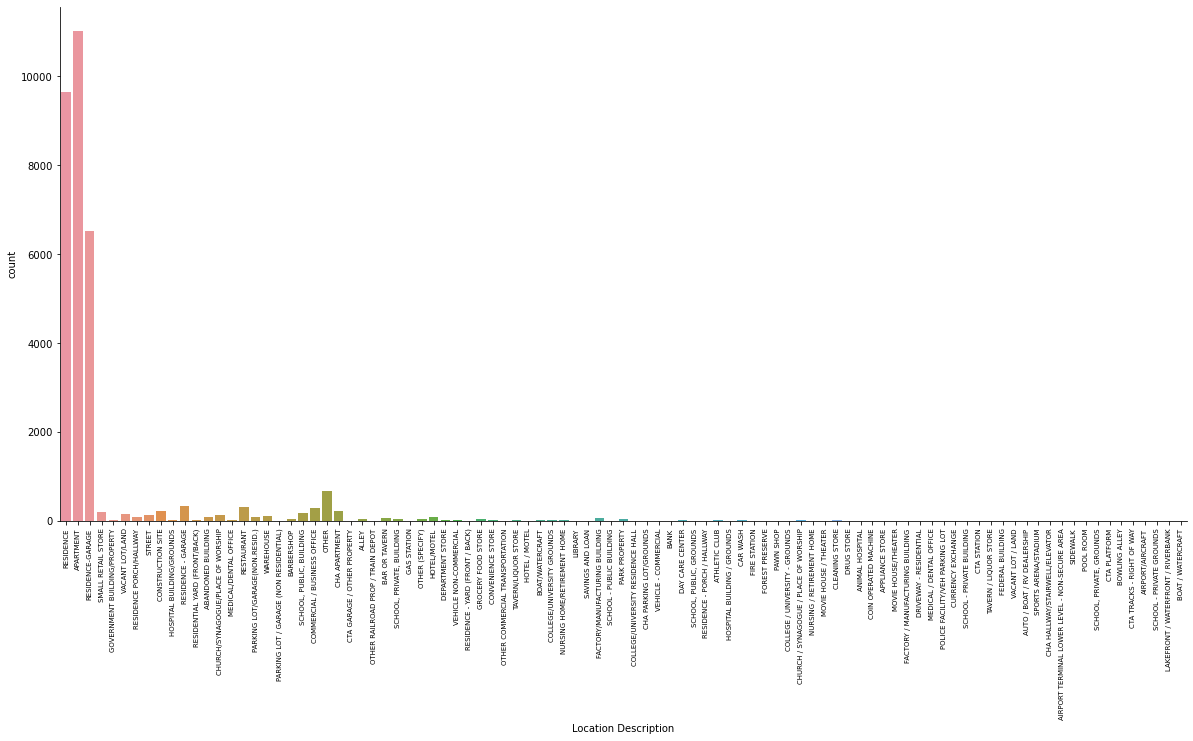 10000
8000
6000
4000
2000
0
count
RESIDENCE
APARTMENT
RESIDENCE-GARAGE
SMALL RETAIL STORE
GOVERNMENT BUILDING/PROPERTY
VACANT LOT/LAND
RESIDENCE PORCH/HALLWAY
STREET
CONSTRUCTION SITE
HOSPITAL BUILDING/GROUNDS
RESIDENCE - GARAGE
RESIDENTIAL YARD (FRONT/BACK)
ABANDONED BUILDING
CHURCH/SYNAGOGUE/PLACE OF WORSHIP
MEDICAL/DENTAL OFFICE
RESTAURANT
PARKING LOT/GARAGE(NON.RESID.)
WAREHOUSE
PARKING LOT / GARAGE (NON RESIDENTIAL)
BARBERSHOP
SCHOOL, PUBLIC, BUILDING
COMMERCIAL / BUSINESS OFFICE
OTHER
CHA APARTMENT
CTA GARAGE / OTHER PROPERTY
ALLEY
OTHER RAILROAD PROP / TRAIN DEPOT
BAR OR TAVERN
SCHOOL, PRIVATE, BUILDING
GAS STATION
OTHER (SPECIFY)
HOTEL/MOTEL
DEPARTMENT STORE
VEHICLE NON-COMMERCIAL
RESIDENCE - YARD (FRONT / BACK)
GROCERY FOOD STORE
CONVENIENCE STORE
OTHER COMMERCIAL TRANSPORTATION
TAVERN/LIQUOR STORE
HOTEL / MOTEL
BOAT/WATERCRAFT
COLLEGE/UNIVERSITY GROUNDS
NURSING HOME/RETIREMENT HOME
LIBRARY
SAVINGS AND LOAN
FACTORY/MANUFACTURING BUILDING
SCHOOL - PUBLIC BUILDING
PARK PROPERTY
COLLEGE/UNIVERSITY RESIDENCE HALL
CHA PARKING LOT/GROUNDS
VEHICLE - COMMERCIAL
BANK
DAY CARE CENTER
SCHOOL, PUBLIC, GROUNDS
RESIDENCE - PORCH / HALLWAY
ATHLETIC CLUB
HOSPITAL BUILDING / GROUNDS
CAR WASH
FIRE STATION
FOREST PRESERVE
PAWN SHOP
COLLEGE / UNIVERSITY - GROUNDS
CHURCH / SYNAGOGUE / PLACE OF WORSHIP
NURSING / RETIREMENT HOME
MOVIE HOUSE / THEATER
CLEANING STORE
DRUG STORE
ANIMAL HOSPITAL
COIN OPERATED MACHINE
APPLIANCE STORE
MOVIE HOUSE/THEATER
FACTORY / MANUFACTURING BUILDING
DRIVEWAY - RESIDENTIAL
MEDICAL / DENTAL OFFICE
POLICE FACILITY/VEH PARKING LOT
CURRENCY EXCHANGE
SCHOOL - PRIVATE BUILDING
CTA STATION
TAVERN / LIQUOR STORE
FEDERAL BUILDING
VACANT LOT / LAND
AUTO / BOAT / RV DEALERSHIP
SPORTS ARENA/STADIUM
CHA HALLWAY/STAIRWELL/ELEVATOR
AIRPORT TERMINAL LOWER LEVEL - NON-SECURE AREA
SIDEWALK
POOL ROOM
SCHOOL, PRIVATE, GROUNDS
CTA PLATFORM
BOWLING ALLEY
CTA TRACKS - RIGHT OF WAY
AIRPORT/AIRCRAFT
SCHOOL - PRIVATE GROUNDS
LAKEFRONT / WATERFRONT / RIVERBANK
BOAT / WATERCRAFT
Location Description